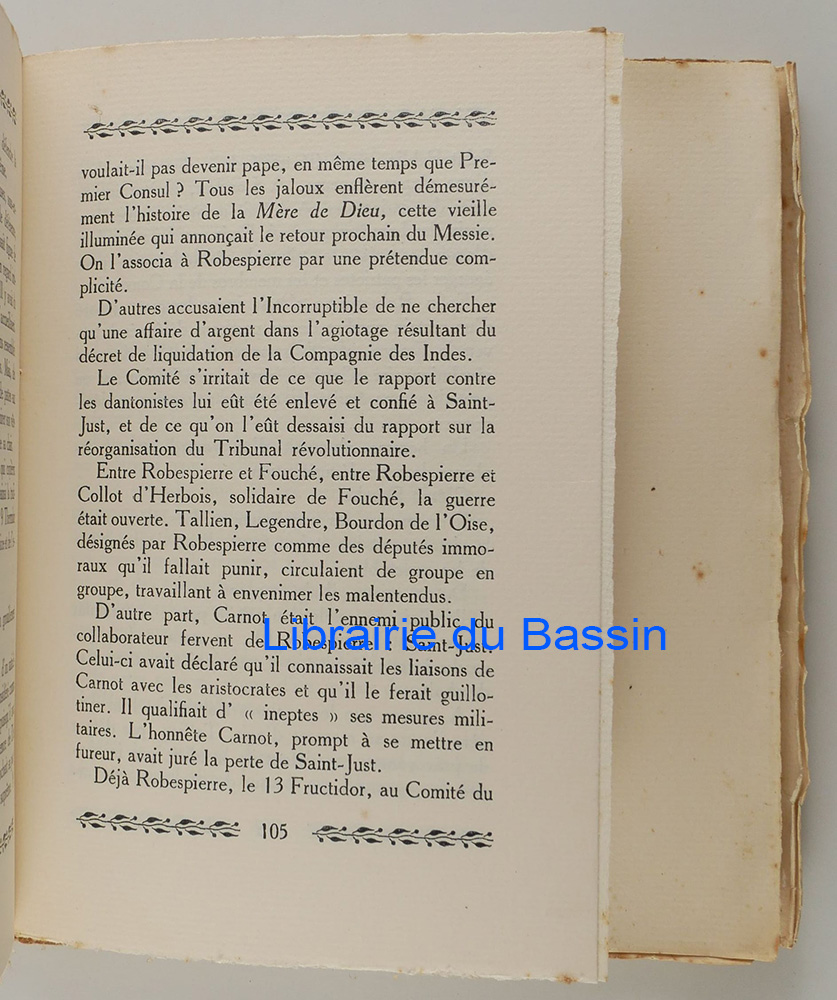 voulait-il pas devenir pape, en même temps que Pre-
mier Consul ? Tous les jaloux enflèrent démesuré-
ment l'histoire de la Mère de Dieu, cette vieille
illuminée qui annonçait le retour prochain du Messie.
On l'associa à Robespierre par une prétendue com-
plicité.
D'autres accusaient l'Incorruptible de ne chercher
qu'une affaire d'argent dans l'agiotage résultant du
décret de liquidation de la Compagnie des Indes.
Le Comité s'irritait de ce que le rapport contre
les dantonistes lui eût été enlevé et confié à Saint-
Just, et de ce qu'on l'eût dessaisi du rapport sur la
réorganisation du Tribunal révolutionnaire.
Entre Robespierre et Fouché, entre Robespierre et
Collot d'Herbois, solidaire de Fouché, la guerre
était ouverte. Tallien, Legendre, Bourdon de l'Oise,
désignés par Robespierre comme des députés immo-
raux qu'il fallait punir, circulaient de groupe en
groupe, travaillant à envenimer les malentendus.
D'autre part, Carnot était l'ennemi public du
collaborateur fervent de Robespierre : Saint-Just.
Celui-ci avait déclaré qu'il connaissait les liaisons de
Carnot avec les aristocrates et qu'il le ferait guillo-
tiner. Il qualifiait d' « ineptes » ses mesures mili-
taires. L'honnête Carnot, prompt à se mettre en
fureur, avait juré la perte de Saint-Just.
Déjà Robespierre, le 13 Fructidor, au Comité du
105
Librairie du Bassin